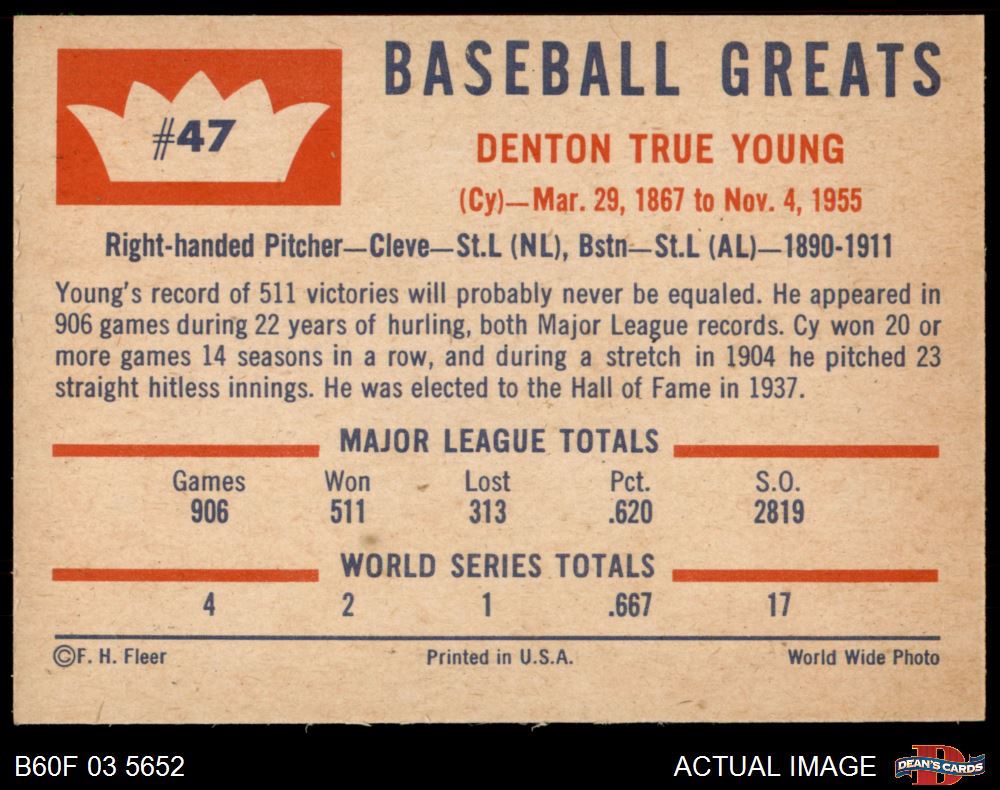 #47
BASEBALL GREATS
DENTON TRUE YOUNG
(Cy)—Mar. 29, 1867 to Nov. 4, 1955
Right-handed Pitcher—Cleve—St.L (NL), Bstn—St.L (AL)—1890-1911
Young's record of 511 victories will probably never be equaled. He appeared in
906 games during 22 years of hurling, both Major League records. Cy won 20 or
more games 14 seasons in a row, and during a stretch in 1904 he pitched 23
straight hitless innings. He was elected to the Hall of Fame in 1937.
MAJOR LEAGUE TOTALS
Games Won Lost Pct. S.O.
906 511 313 .620 2819
WORLD SERIES TOTALS
4 2 1 .667 17
©F. H. Fleer Printed in U.S.A. World Wide Photo
B60F 03 5652 ACTUAL IMAGE DEAN'S CARDS